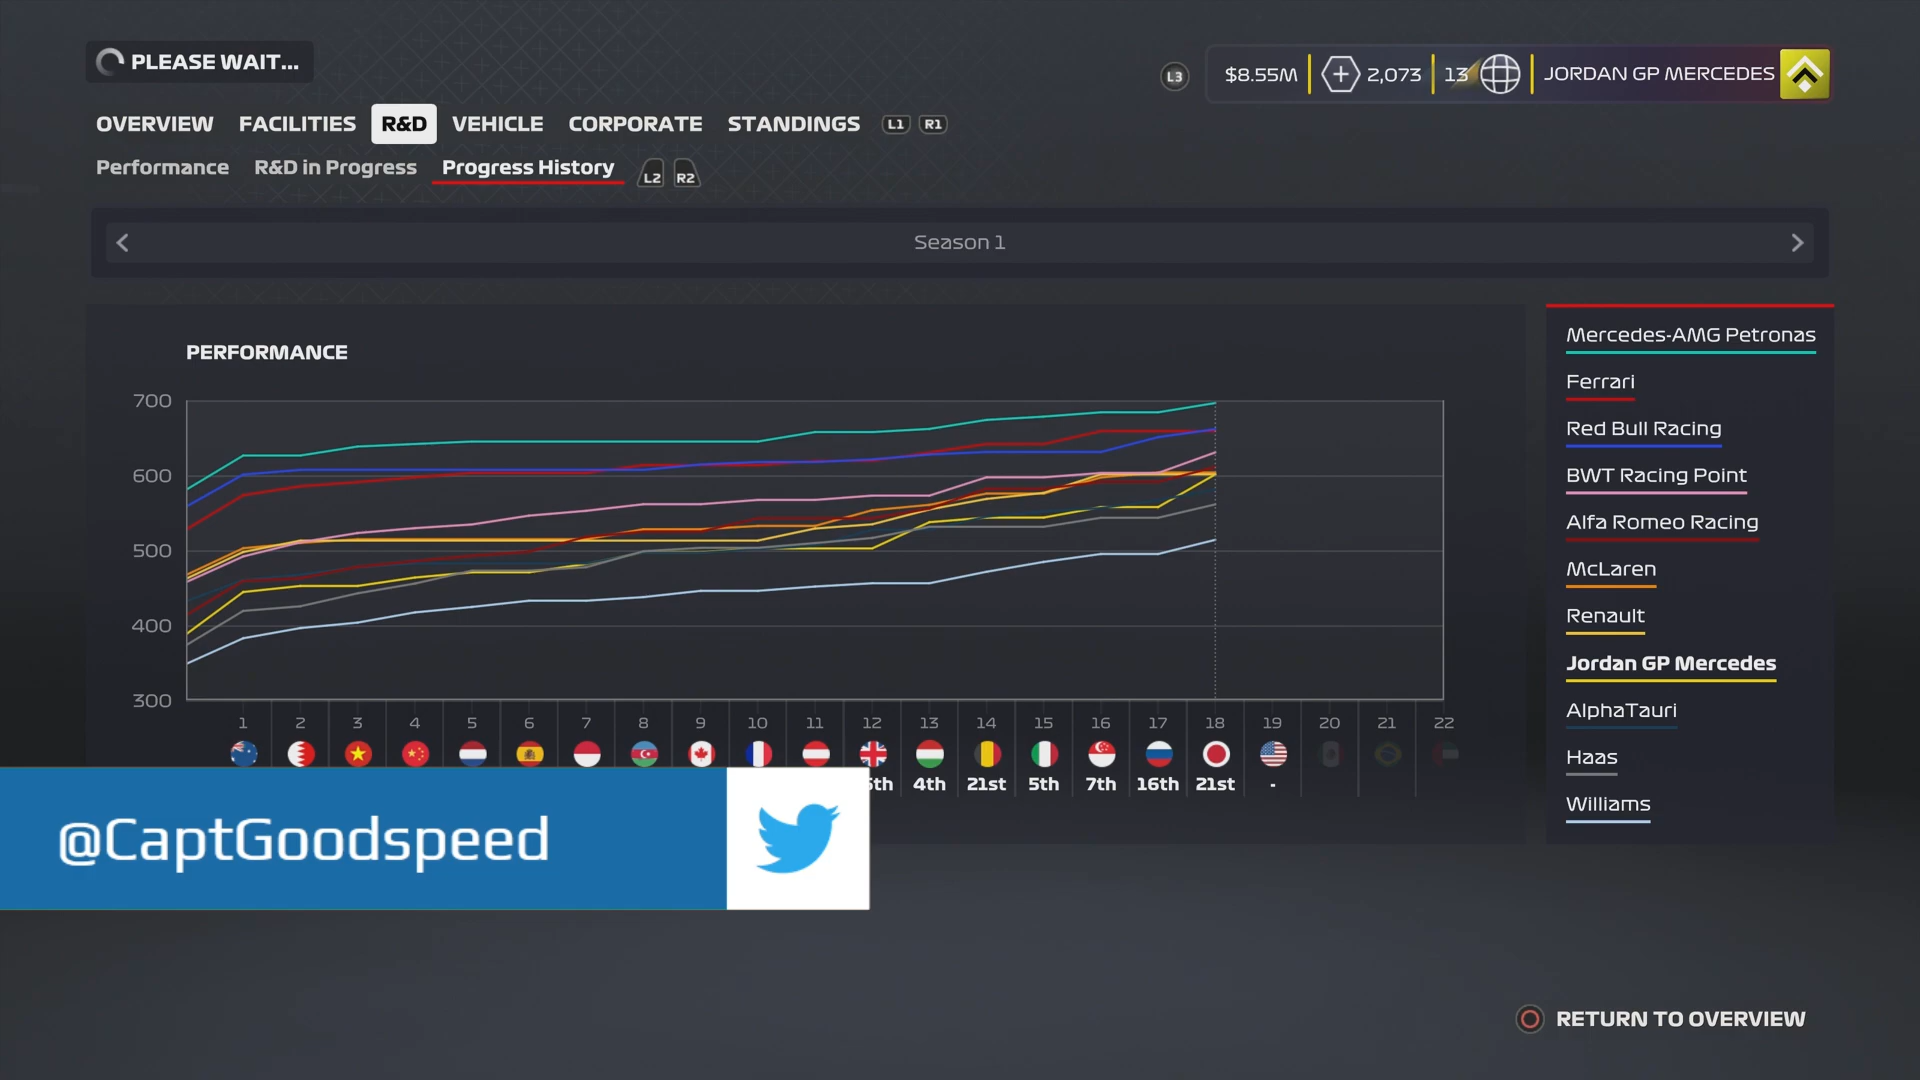 PLEASE WAIT...
L3 $8.55M 2,073 13 JORDAN GP MERCEDES
OVERVIEW FACILITIES R&D VEHICLE CORPORATE STANDINGS L1 R1
Performance R&D in Progress Progress History L2 R2
Season 1
PERFORMANCE
700
600
500
400
300
1 2 3 4 5 6 7 8 9 10 11 12 13 14 15 16 17 18 19 20 21 22
4th 21st 5th 7th 16th 21st -
Mercedes-AMG Petronas
Ferrari
Red Bull Racing
BWT Racing Point
Alfa Romeo Racing
McLaren
Renault
Jordan GP Mercedes
AlphaTauri
Haas
Williams
@CaptGoodspeed
RETURN TO OVERVIEW